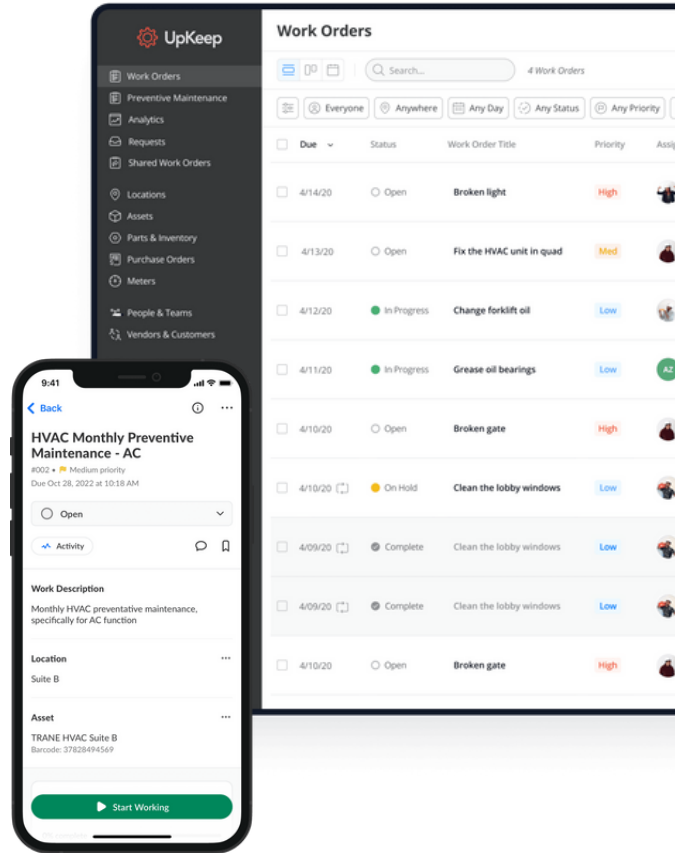 UpKeep
Work Orders
Preventive Maintenance
Analytics
Requests
Shared Work Orders
Locations
Assets
Parts & Inventory
Purchase Orders
Meters
People & Teams
Vendors & Customers
Work Orders
Search...
4 Work Orders
Everyone Anywhere Any Day Any Status Any Priority
Due Status Work Order Title Priority Assig
4/14/20 Open Broken light High
4/13/20 Open Fix the HVAC unit in quad Med
4/12/20 In Progress Change forklift oil Low
4/11/20 In Progress Grease oil bearings Low AZ
4/10/20 Open Broken gate High
4/10/20 On Hold Clean the lobby windows Low
4/09/20 Complete Clean the lobby windows Low
4/09/20 Complete Clean the lobby windows Low
4/10/20 Open Broken gate High
9:41
Back
HVAC Monthly Preventive
Maintenance - AC
#002 • Medium priority
Due Oct 28, 2022 at 10:18 AM
Open
Activity
Work Description
Monthly HVAC preventative maintenance,
specifically for AC function
Location
Suite B
Asset
TRANE HVAC Suite B
Barcode: 37828494569
Start Working